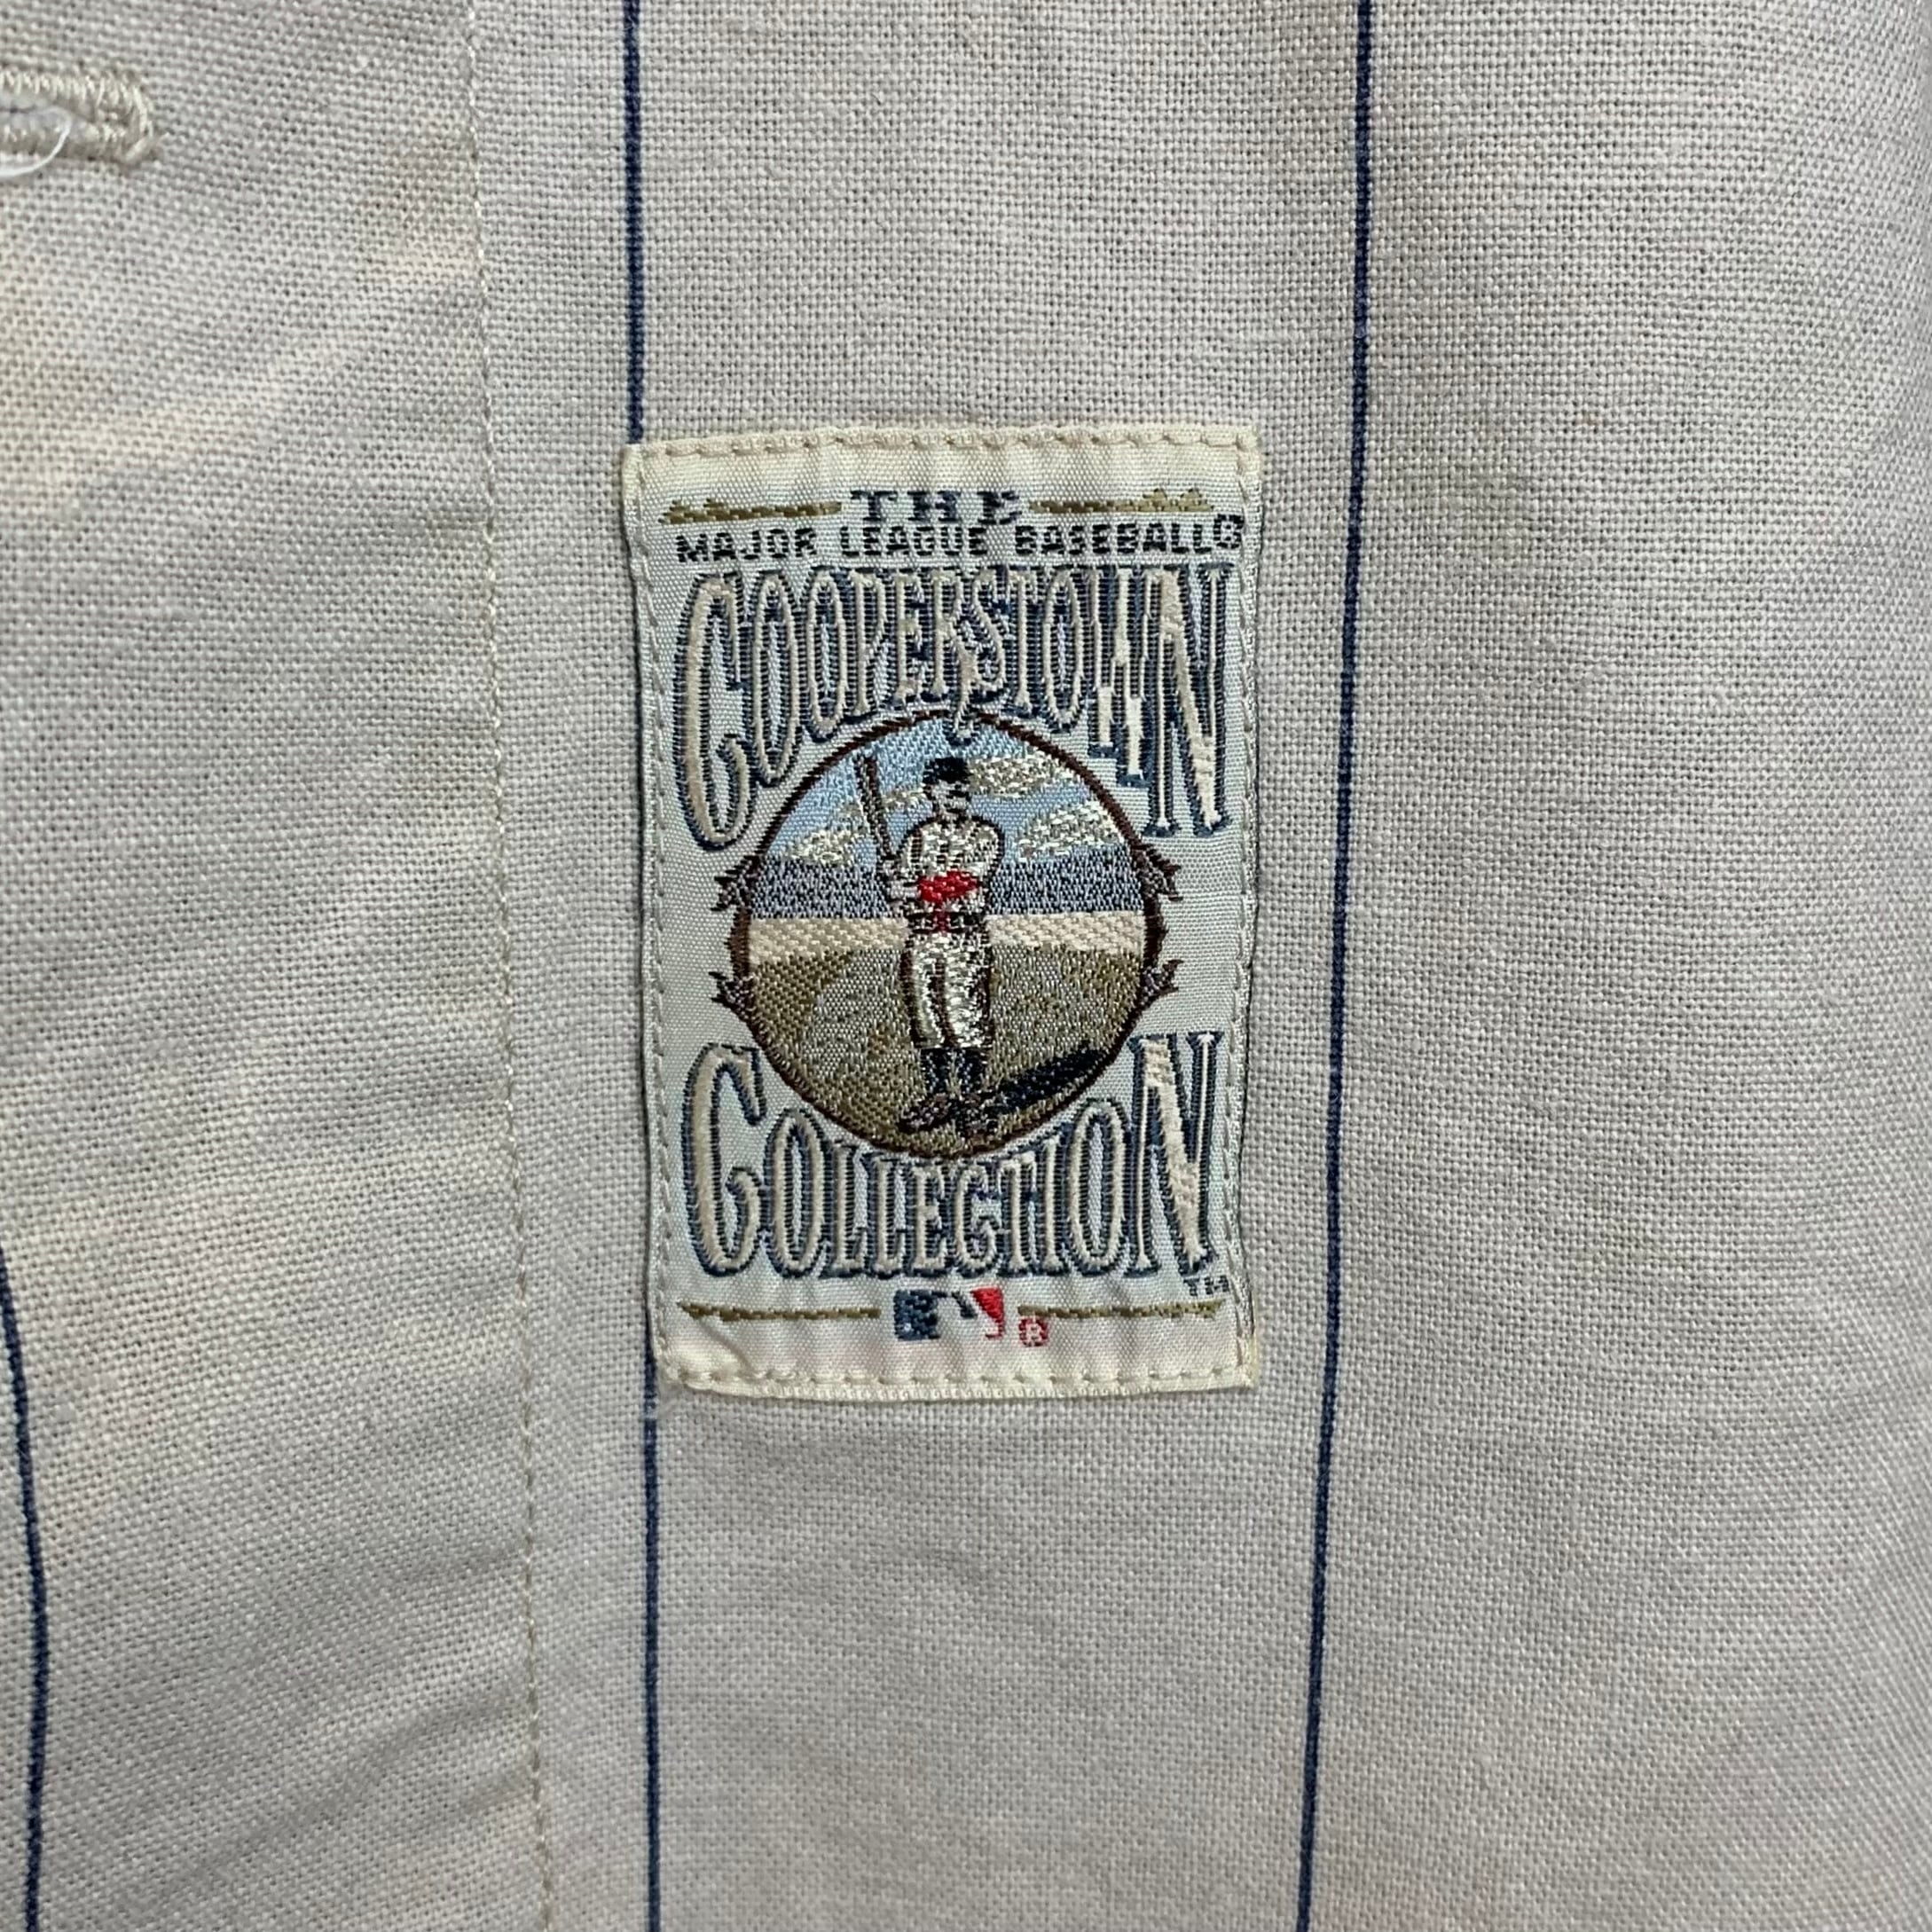 THE
MAJOR LEAGUE BASEBALL®
COOPERSTOWN
COLLECTION
TM
®